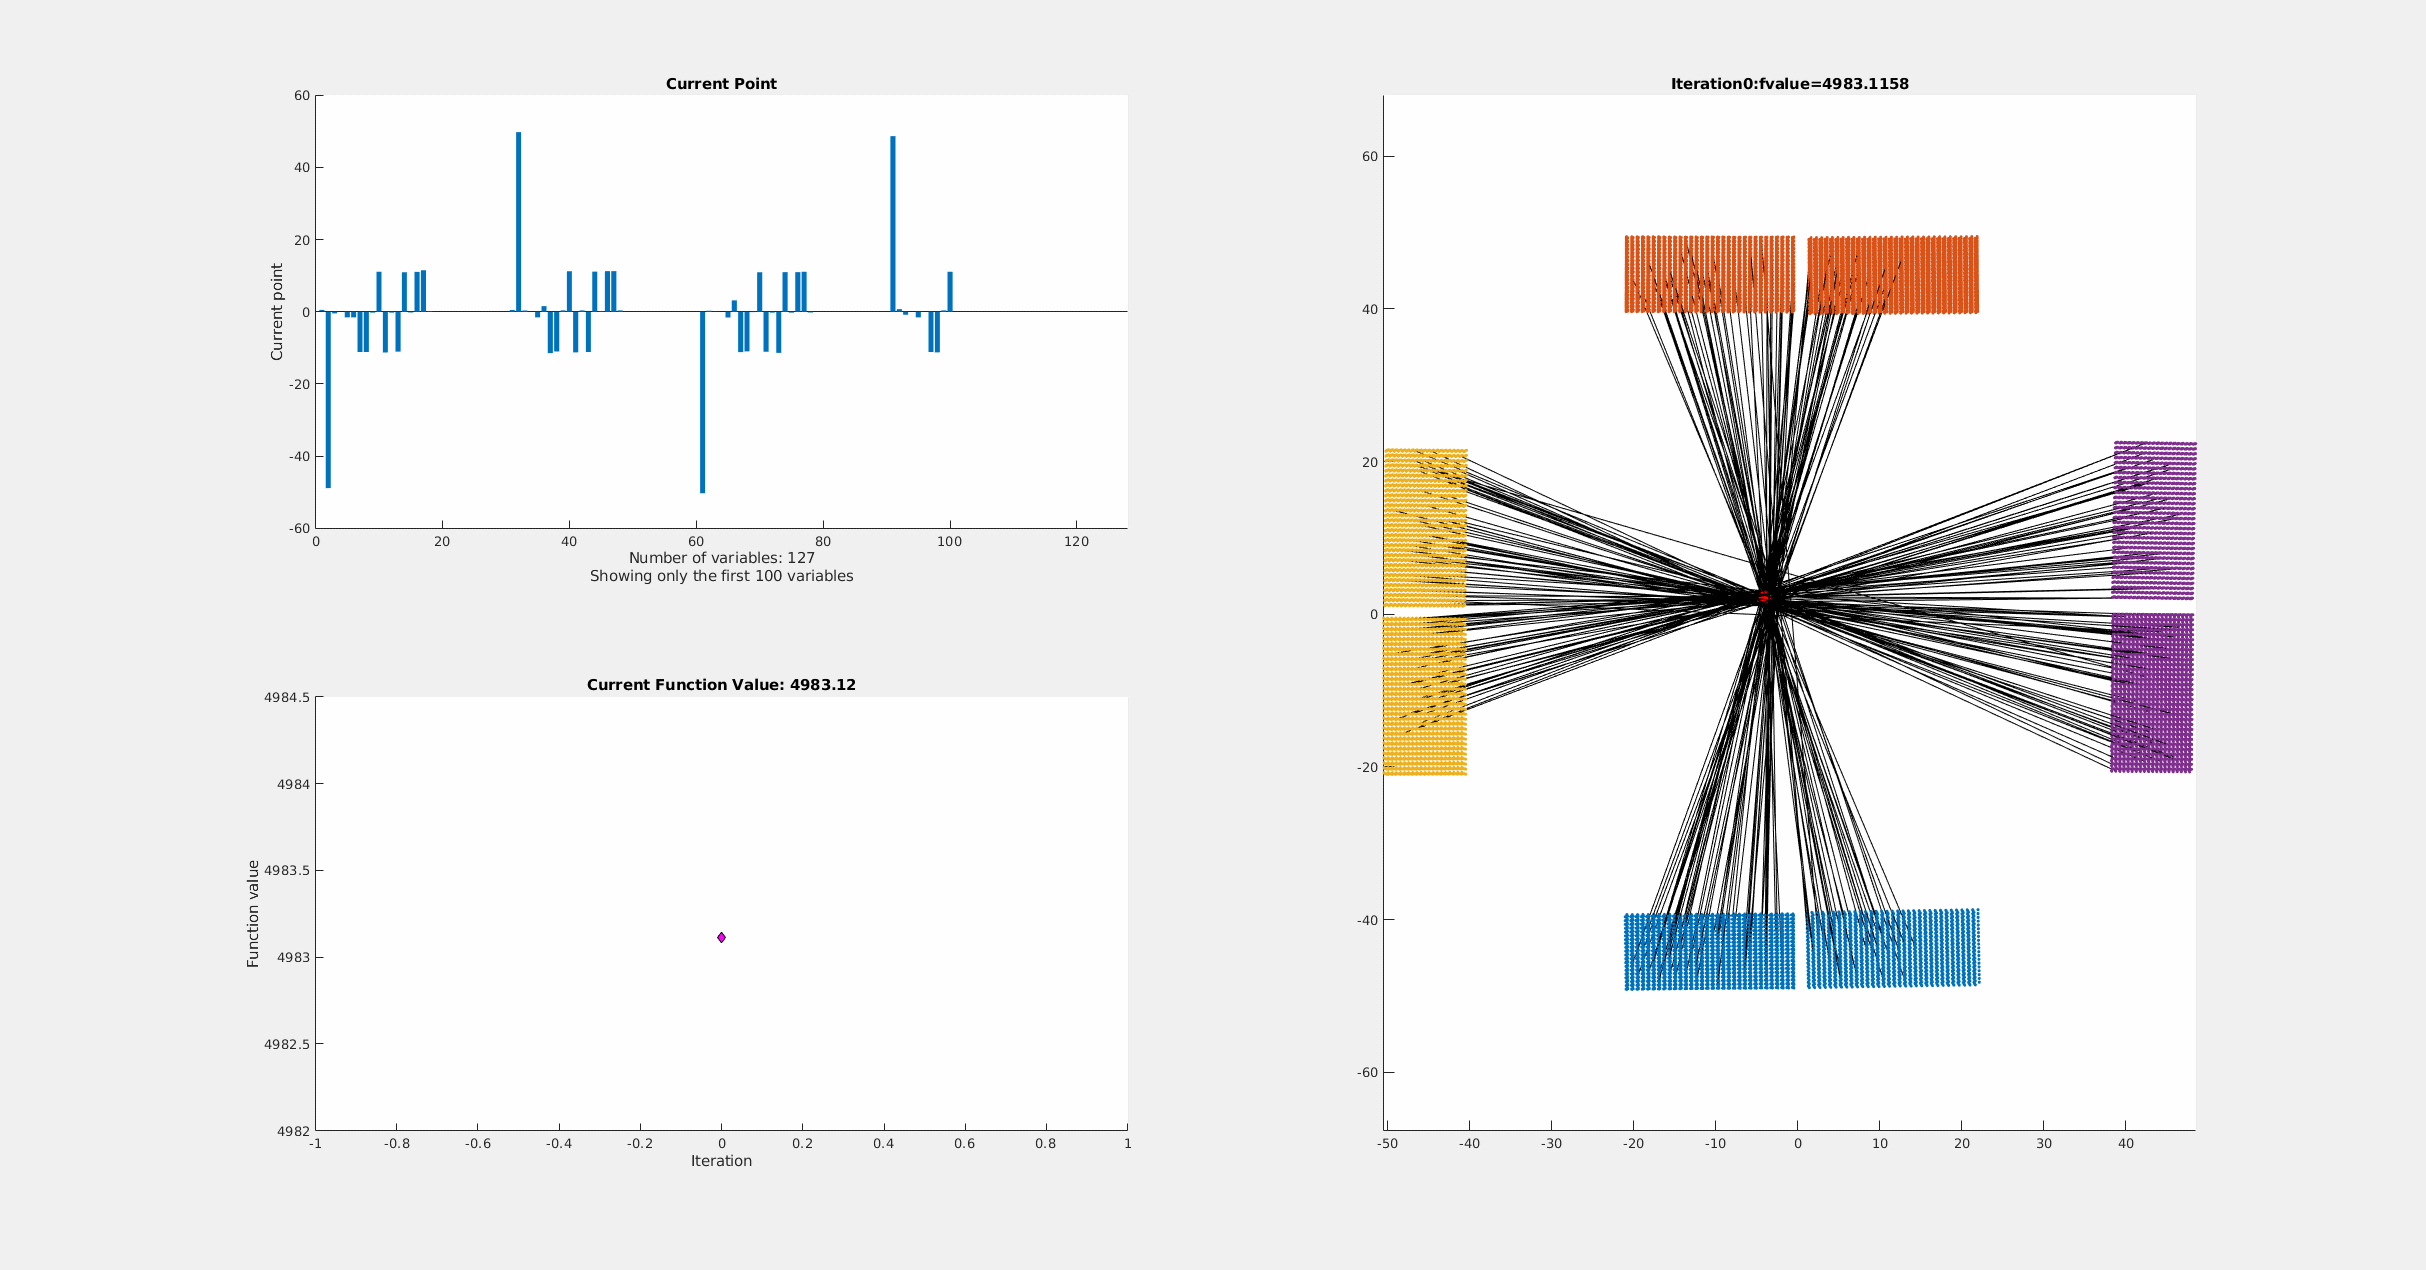 Current Point
60
40
20
0
-20
-40
-60
Current point
0 20 40 60 80 100 120
Number of variables: 127
Showing only the first 100 variables
Current Function Value: 4983.12
4984.5
4984
4983.5
4983
4982.5
4982
Function value
-1 -0.8 -0.6 -0.4 -0.2 0 0.2 0.4 0.6 0.8 1
Iteration
Iteration0:fvalue=4983.1158
60
40
20
0
-20
-40
-60
-50 -40 -30 -20 -10 0 10 20 30 40